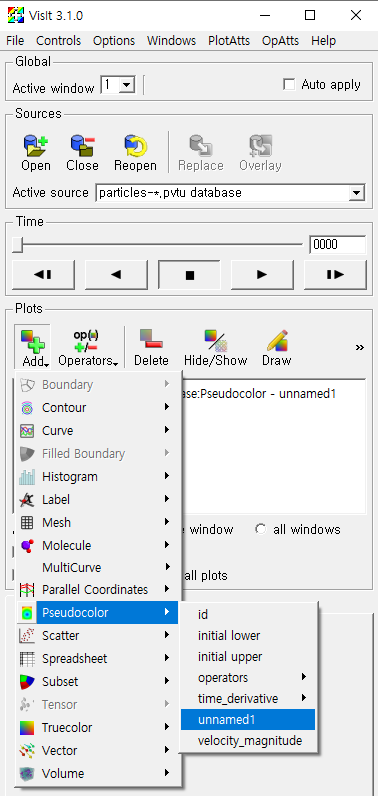 VisIt 3.1.0
File Controls Options Windows PlotAtts OpAtts Help
Global
Active window 1 Auto apply
Sources
Open Close Reopen Replace Overlay
Active source particles-*.pvtu database
Time
0000
Plots
Add Operators Delete Hide/Show Draw »
op(u)
+/-
ase:Pseudocolor - unnamed1
Boundary
Contour
Curve
Filled Boundary
Histogram
Label
Mesh
window all windows
Molecule
MultiCurve
all plots
Parallel Coordinates
Pseudocolor
id
Scatter
initial lower
Spreadsheet
initial upper
Subset
operators
Tensor
time_derivative
Truecolor
unnamed1
Vector
velocity_magnitude
Volume